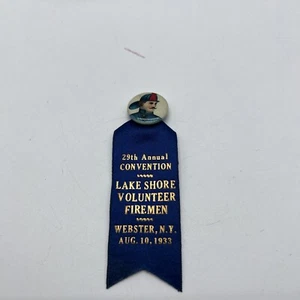 29th Annual
CONVENTION
LAKE SHORE
VOLUNTEER
FIREMEN
WEBSTER, N.Y.
AUG. 10, 1933